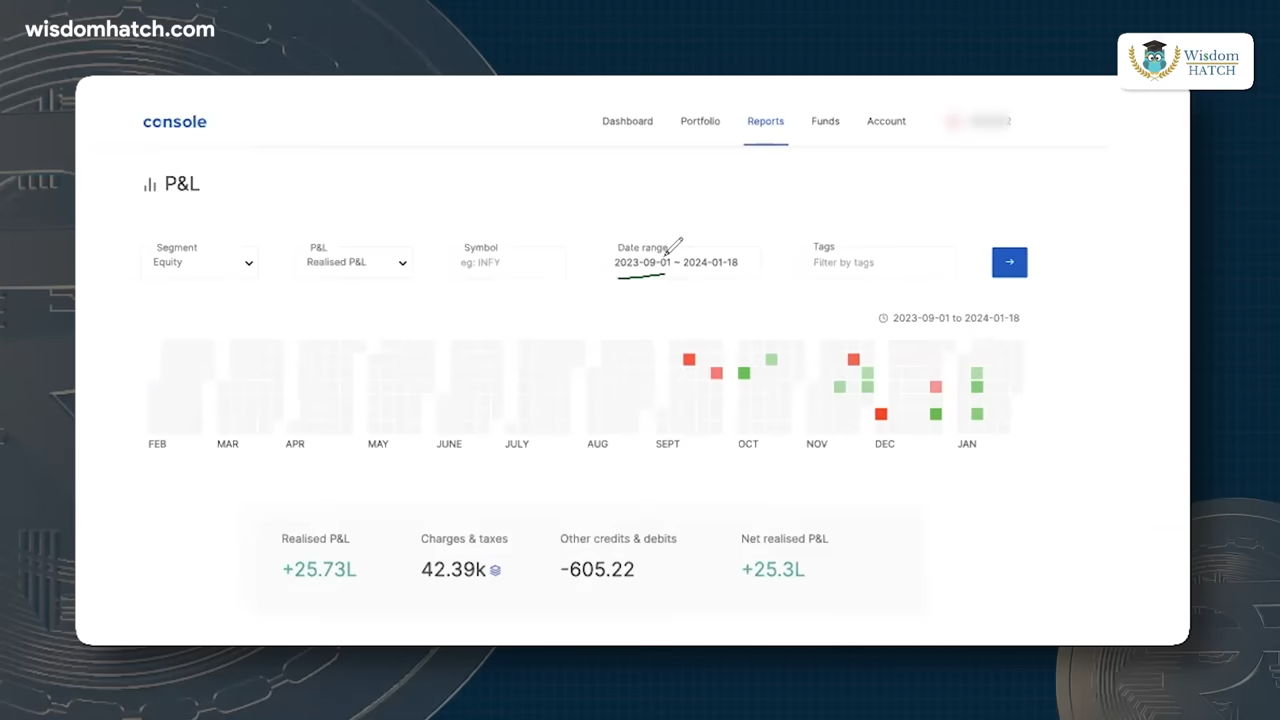 wisdomhatch.com
Wisdom
HATCH
console
Dashboard Portfolio Reports Funds Account
P&L
Segment P&L Symbol Date range Tags
Equity Realised P&L eg: INFY 2023-09-01 ~ 2024-01-18 Filter by tags
2023-09-01 to 2024-01-18
FEB MAR APR MAY JUNE JULY AUG SEPT OCT NOV DEC JAN
Realised P&L Charges & taxes Other credits & debits Net realised P&L
+25.73L 42.39k -605.22 +25.3L